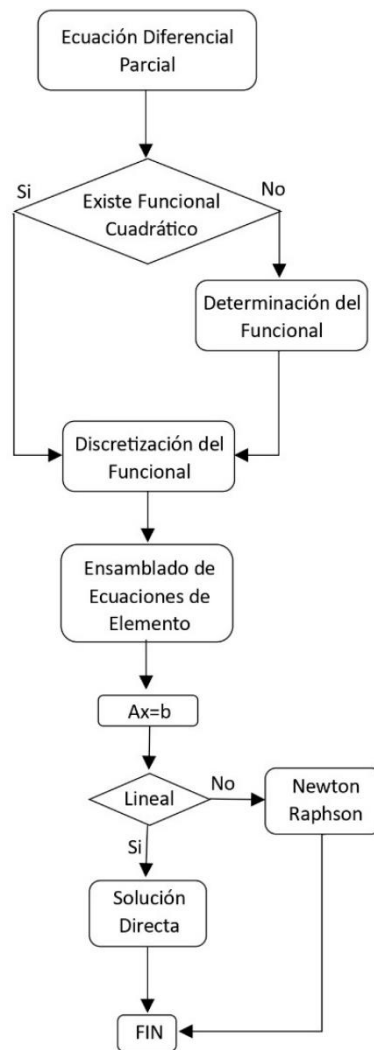 Ecuación Diferencial
Parcial
Si
No
Existe Funcional
Cuadrático
Determinación del
Funcional
Discretización del
Funcional
Ensamblado de
Ecuaciones de
Elemento
Ax=b
Lineal
No
Newton
Raphson
Si
Solución
Directa
FIN